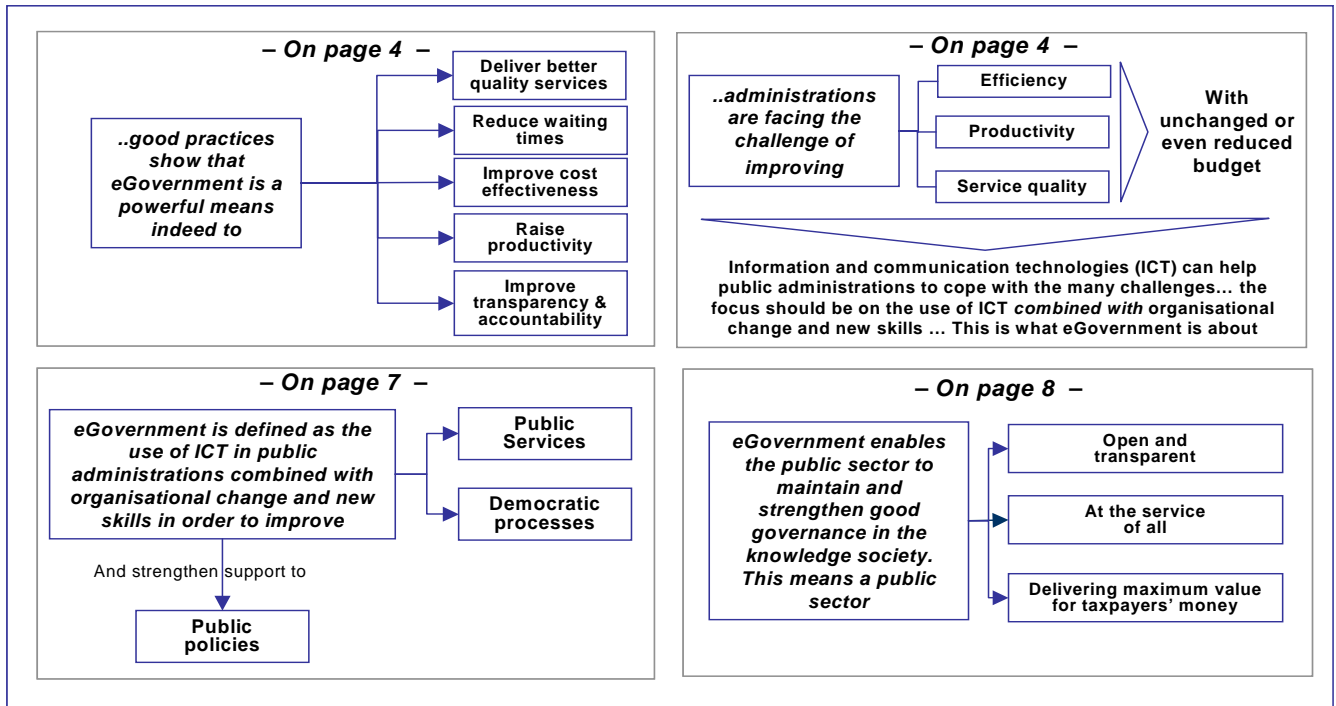 – On page 4 –
..good practices
show that
eGovernment is a
powerful means
indeed to
Deliver better
quality services
Reduce waiting
times
Improve cost
effectiveness
Raise
productivity
Improve
transparency &
accountability
– On page 4 –
..administrations
are facing the
challenge of
improving
Efficiency
Productivity
Service quality
With
unchanged or
even reduced
budget
Information and communication technologies (ICT) can help
public administrations to cope with the many challenges… the
focus should be on the use of ICT combined with organisational
change and new skills … This is what eGovernment is about
– On page 7 –
eGovernment is defined as the
use of ICT in public
administrations combined with
organisational change and new
skills in order to improve
Public
Services
Democratic
processes
And strengthen support to
Public
policies
– On page 8 –
eGovernment enables
the public sector to
maintain and
strengthen good
governance in the
knowledge society.
This means a public
sector
Open and
transparent
At the service
of all
Delivering maximum value
for taxpayers’ money